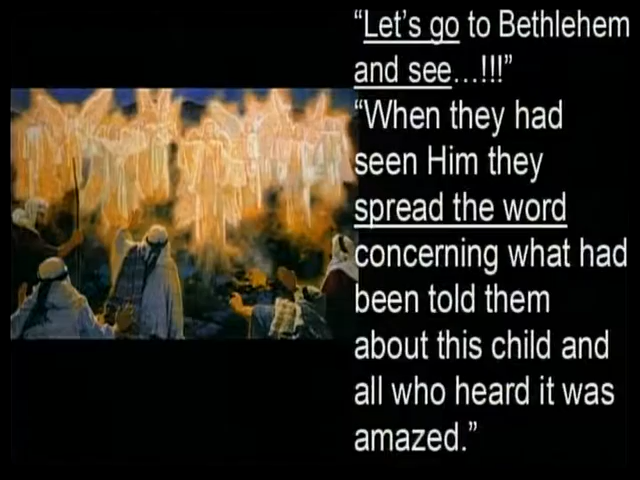 “Let’s go to Bethlehem
and see…!!!”
“When they had
seen Him they
spread the word
concerning what had
been told them
about this child and
all who heard it was
amazed.”